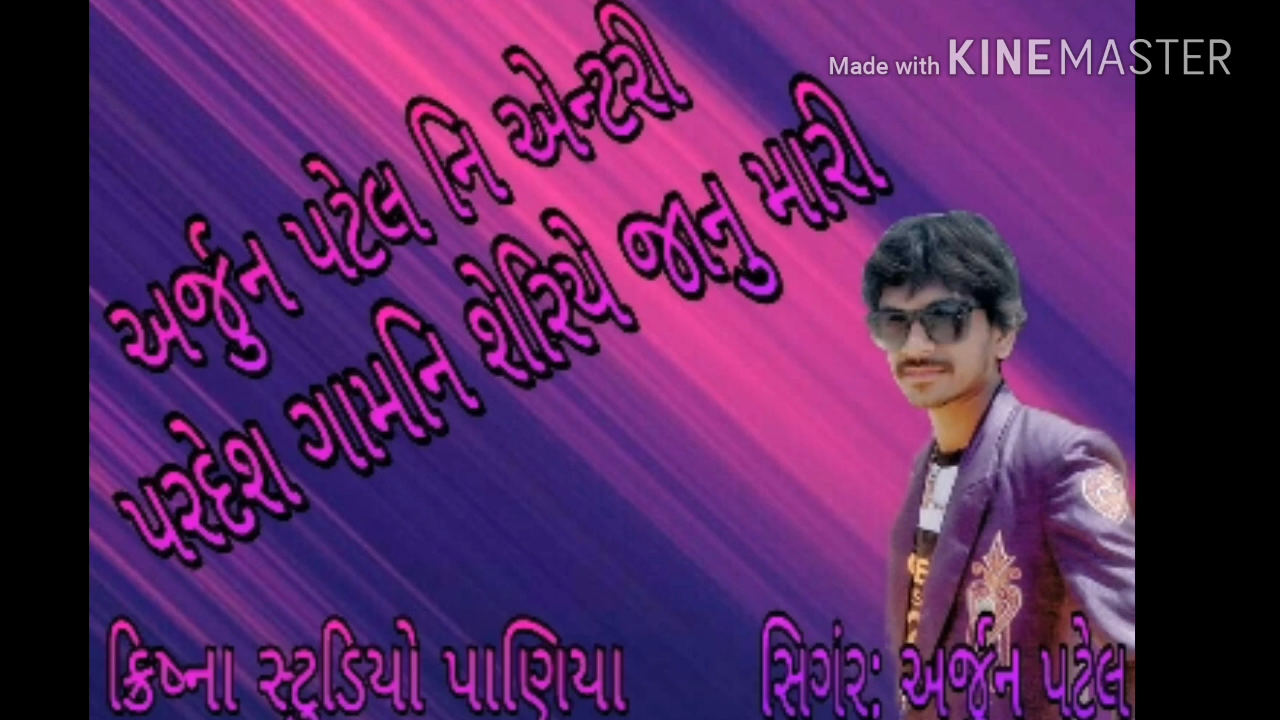 Made with KINEMASTER
અર્જુન પટેલ નિ એન્ટરી
પરદેશ ગામનિ શેરિયે જાનુ મારી
ક્રિષ્ના સ્ટુડિયો પાણિયા
સિગંર: અર્જુન પટેલ